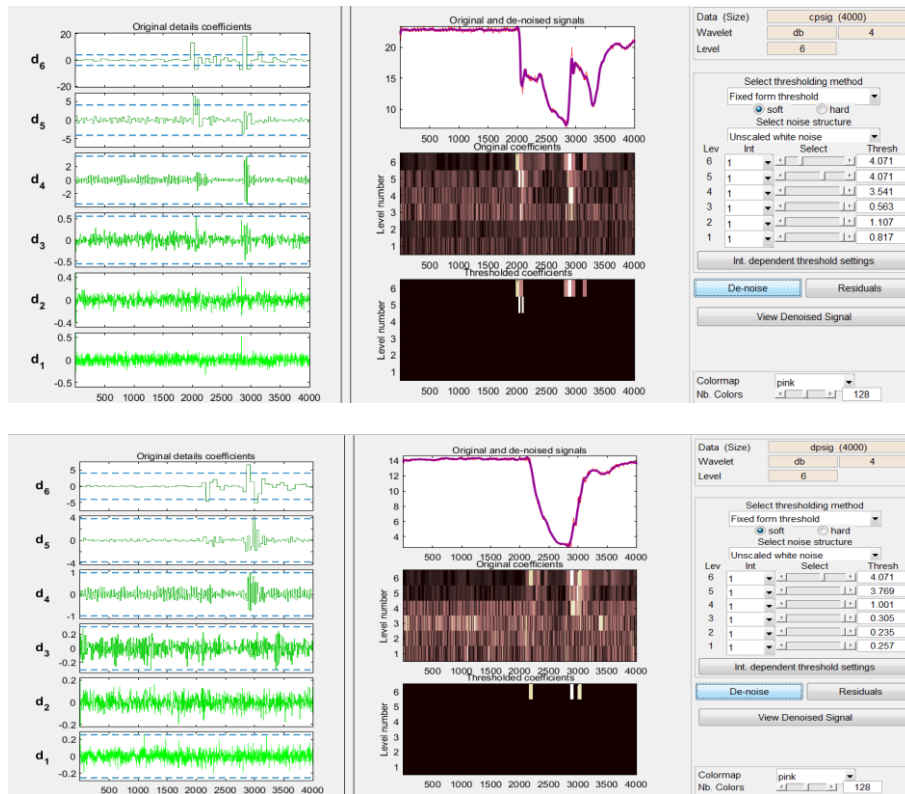 Original details coefficients
20
d6 0
-20
5
d5 0
-5
2
d4 0
-2
0.5
d3 0
-0.5
0.4
d2 0
-0.4
0.5
d1 0
-0.5
500 1000 1500 2000 2500 3000 3500 4000
Original and de-noised signals
20
15
10
500 1000 1500 2000 2500 3000 3500 4000
Original coefficients
Level number
6
5
4
3
2
1
500 1000 1500 2000 2500 3000 3500 4000
Thresholded coefficients
Level number
6
5
4
3
2
1
500 1000 1500 2000 2500 3000 3500 4000
Data (Size) cpsig (4000)
Wavelet db 4
Level 6
Select thresholding method
Fixed form threshold
soft hard
Select noise structure
Unscaled white noise
Lev Int Select Thresh
6 1 4.071
5 1 4.071
4 1 3.541
3 1 0.563
2 1 1.107
1 1 0.817
Int. dependent threshold settings
De-noise Residuals
View Denoised Signal
Colormap pink
Nb. Colors 128
Original details coefficients
5
d6 0
-5
4
d5 0
-4
1
d4 0
-1
0.2
d3 0
-0.2
0.2
d2 0
-0.2
0.2
d1 0
-0.2
500 1000 1500 2000 2500 3000 3500 4000
Original and de-noised signals
14
12
10
8
6
4
500 1000 1500 2000 2500 3000 3500 4000
Original coefficients
Level number
6
5
4
3
2
1
500 1000 1500 2000 2500 3000 3500 4000
Thresholded coefficients
Level number
6
5
4
3
2
1
500 1000 1500 2000 2500 3000 3500 4000
Data (Size) dpsig (4000)
Wavelet db 4
Level 6
Select thresholding method
Fixed form threshold
soft hard
Select noise structure
Unscaled white noise
Lev Int Select Thresh
6 1 4.071
5 1 3.769
4 1 1.001
3 1 0.305
2 1 0.235
1 1 0.257
Int. dependent threshold settings
De-noise Residuals
View Denoised Signal
Colormap pink
Nb. Colors 128